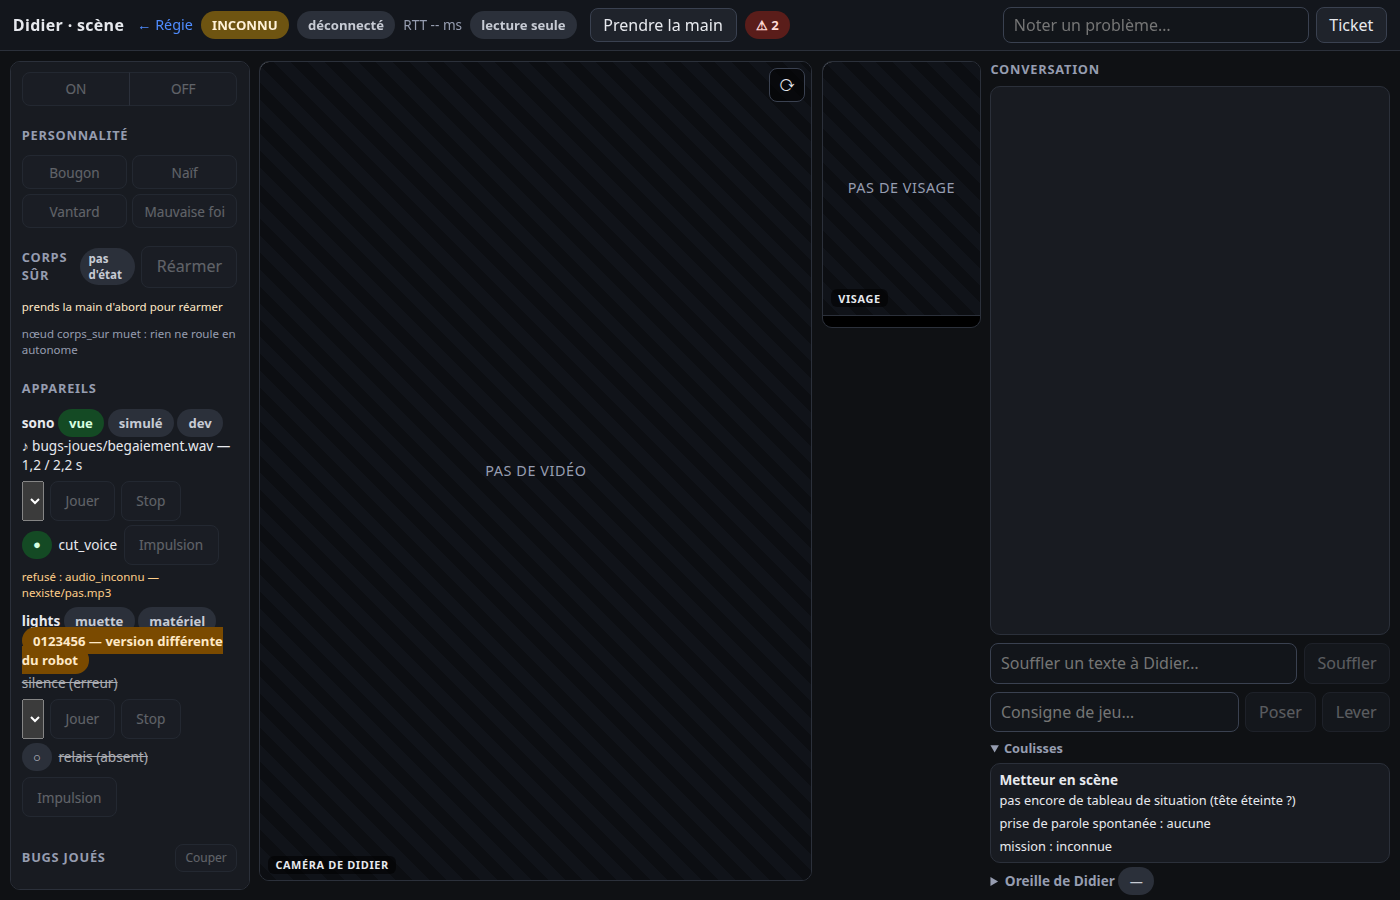 Didier · scène
← Régie
INCONNU
déconnecté
RTT -- ms
lecture seule
Prendre la main
⚠ 2
Noter un problème...
Ticket
ON
OFF
PERSONNALITÉ
Bougon
Naïf
Vantard
Mauvaise foi
CORPS
SÛR
pas
d'état
Réarmer
prends la main d'abord pour réarmer
nœud corps_sur muet : rien ne roule en
autonome
APPAREILS
sono vue simulé dev
♪ bugs-joues/begaiement.wav —
1,2 / 2,2 s
Jouer
Stop
cut_voice
Impulsion
refusé : audio_inconnu —
nexiste/pas.mp3
lights muette matériel
0123456 — version différente
du robot
silence (erreur)
Jouer
Stop
relais (absent)
Impulsion
BUGS JOUÉS
Couper
⟳
PAS DE VIDÉO
CAMÉRA DE DIDIER
PAS DE VISAGE
VISAGE
CONVERSATION
Souffler un texte à Didier...
Souffler
Consigne de jeu...
Poser
Lever
▼ Coulisses
Metteur en scène
pas encore de tableau de situation (tête éteinte ?)
prise de parole spontanée : aucune
mission : inconnue
▶ Oreille de Didier —